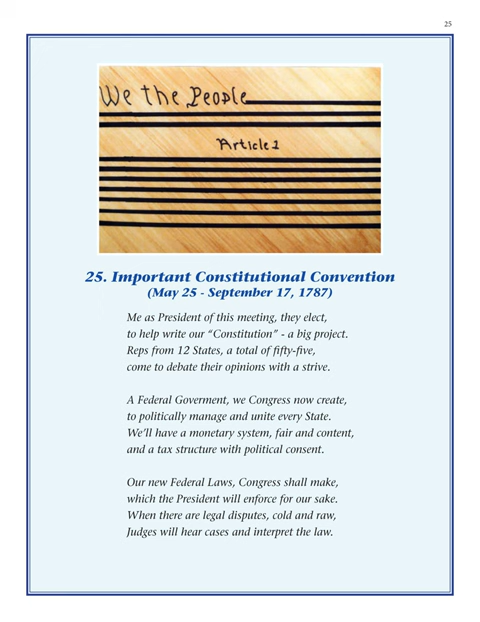 25
We the People
Article 1
25. Important Constitutional Convention
(May 25 - September 17, 1787)
Me as President of this meeting, they elect,
to help write our “Constitution” - a big project.
Reps from 12 States, a total of fifty-five,
come to debate their opinions with a strive.
A Federal Goverment, we Congress now create,
to politically manage and unite every State.
We’ll have a monetary system, fair and content,
and a tax structure with political consent.
Our new Federal Laws, Congress shall make,
which the President will enforce for our sake.
When there are legal disputes, cold and raw,
Judges will hear cases and interpret the law.